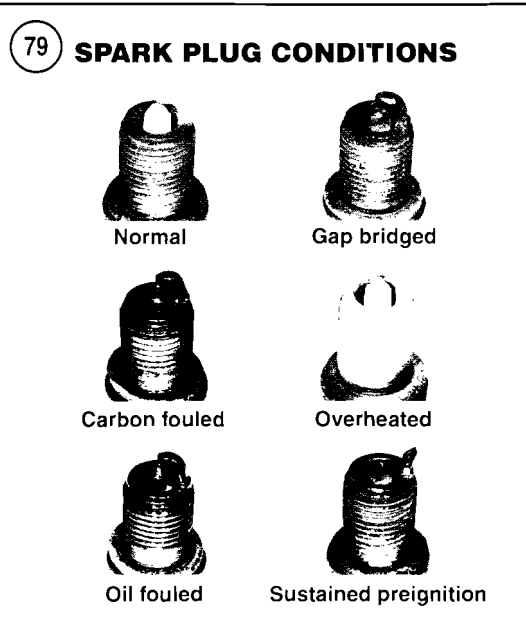 79 SPARK PLUG CONDITIONS
Normal
Gap bridged
Carbon fouled
Overheated
Oil fouled
Sustained preignition